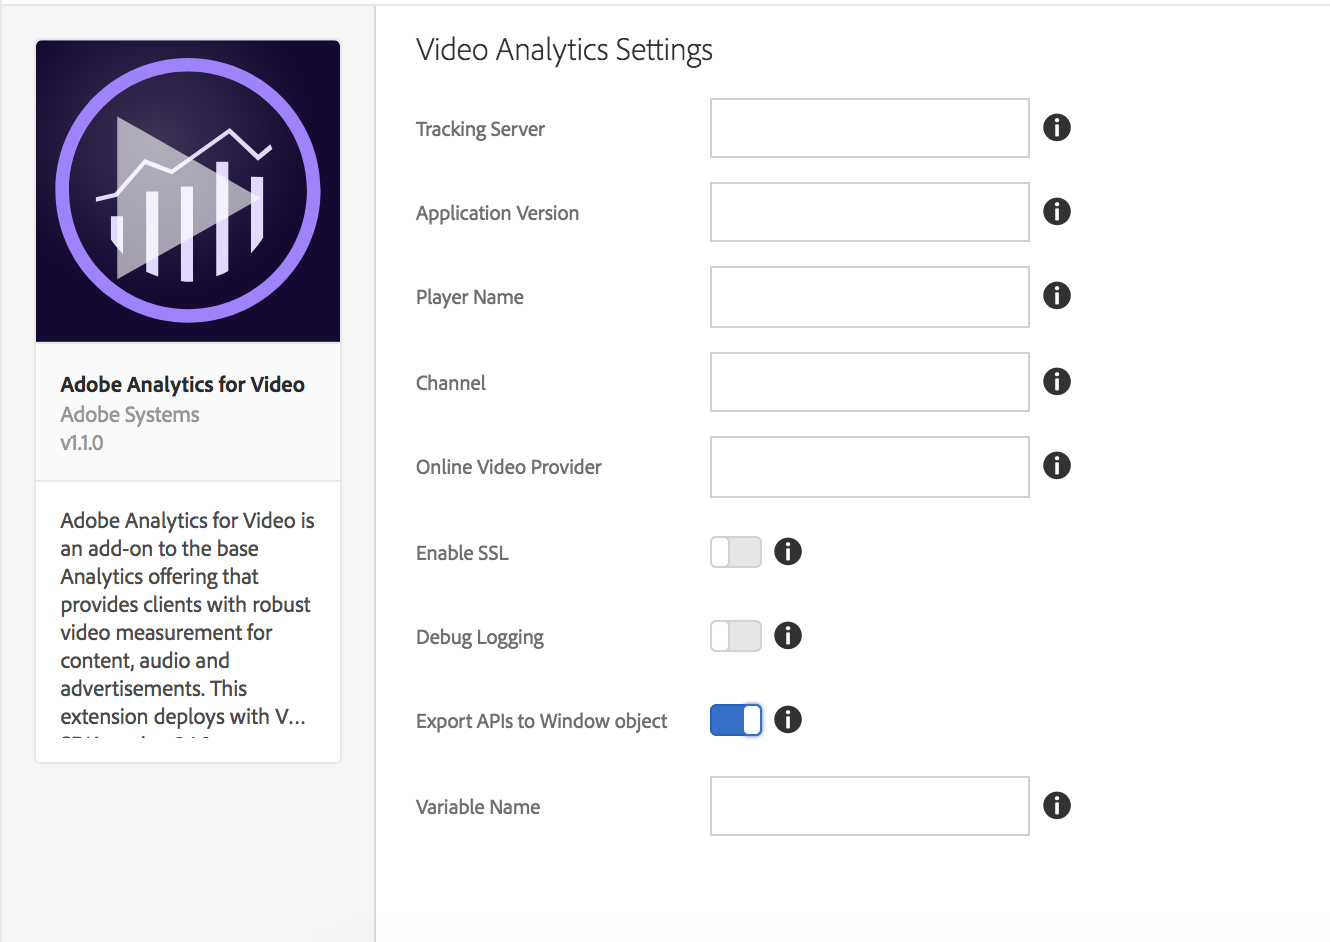 Video Analytics Settings
Tracking Server
Application Version
Player Name
Channel
Online Video Provider
Enable SSL
Debug Logging
Export APIs to Window object
Variable Name
Adobe Analytics for Video
Adobe Systems
v1.1.0
Adobe Analytics for Video is
an add-on to the base
Analytics offering that
provides clients with robust
video measurement for
content, audio and
advertisements. This
extension deploys with V...